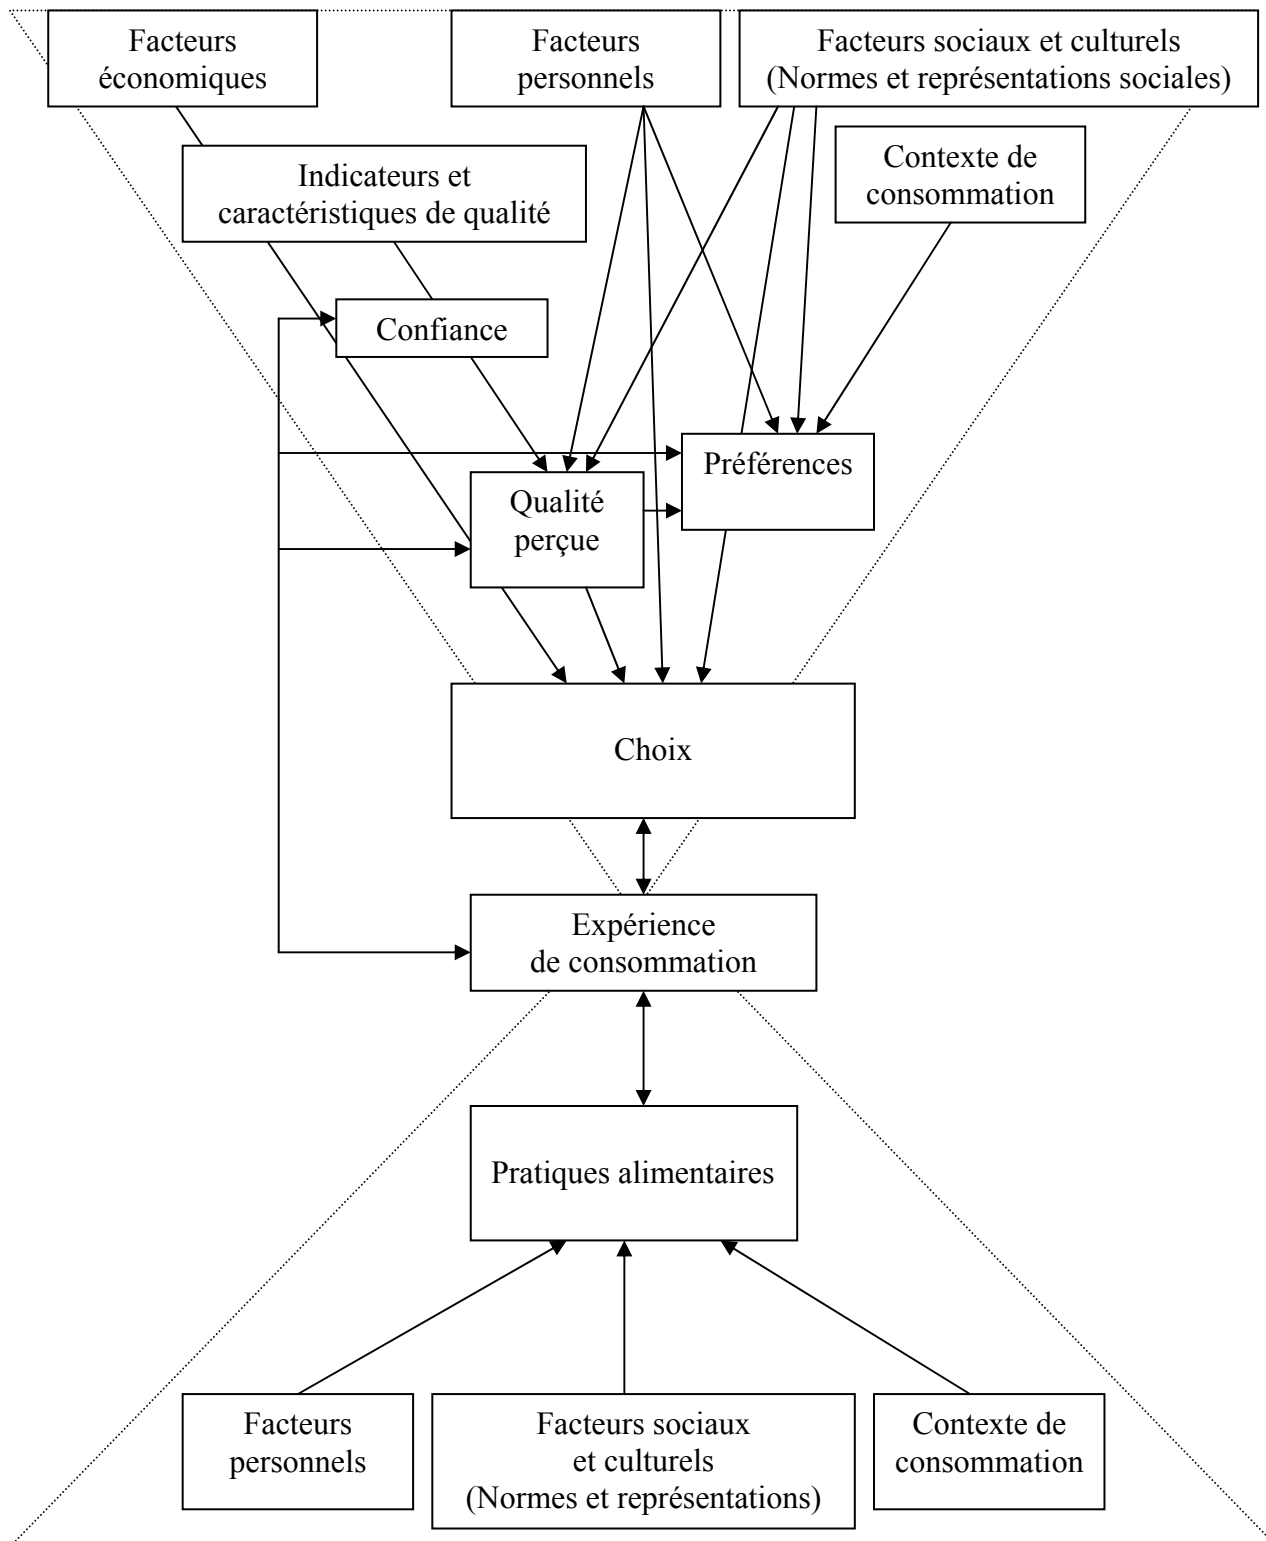 Facteurs
économiques
Facteurs
personnels
Facteurs sociaux et culturels
(Normes et représentations sociales)
Indicateurs et
caractéristiques de qualité
Contexte de
consommation
Confiance
Préférences
Qualité
perçue
Choix
Expérience
de consommation
Pratiques alimentaires
Facteurs
personnels
Facteurs sociaux
et culturels
(Normes et représentations)
Contexte de
consommation